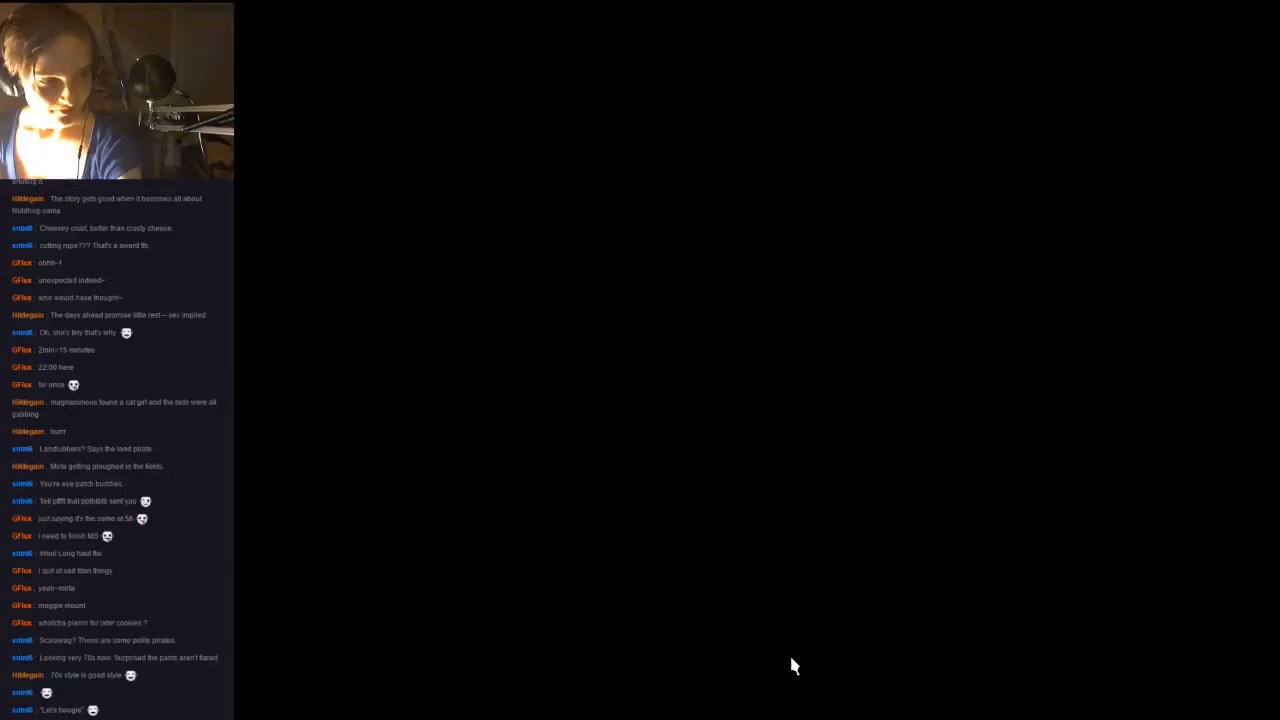 Hildegain : The story gets good when it becomes all about
Niddhog-sama
sntnl6 : Cheesey crust, better than crusty cheese.
sntnl6 : cutting rope??? That's a sword ffs.
GFlux : ohhh~!
GFlux : unexpected indeed~
GFlux : who would have thought~
Hildegain : The days ahead promise little rest -- sex implied
sntnl6 : Oh, she's tiny that's why
GFlux : 2min=15 minutes
GFlux : 22:00 here
GFlux : for once
Hildegain : magnanimous found a cat girl and the lads were all
gabbing
Hildegain : hurrr
sntnl6 : Landlubbers? Says the land pirate.
Hildegain : Mirla getting ploughed in the fields.
sntnl6 : You're eye patch buddies.
sntnl6 : Tell pffft that pbtbtbtb sent you
GFlux : just saying it's the same at 58
GFlux : I need to finish MS
sntnl6 : Woo! Long haul ftw
GFlux : I quit at sad titan thingy
GFlux : yeah~mirla
GFlux : moggle mount
GFlux : whatcha plannin for later cookies ?
sntnl6 : Scalawag? These are some polite pirates.
sntnl6 : Looking very 70s now. Surprised the pants aren't flared
Hildegain : 70s style is good style
sntnl6 :
sntnl6 : "Let's boogie"